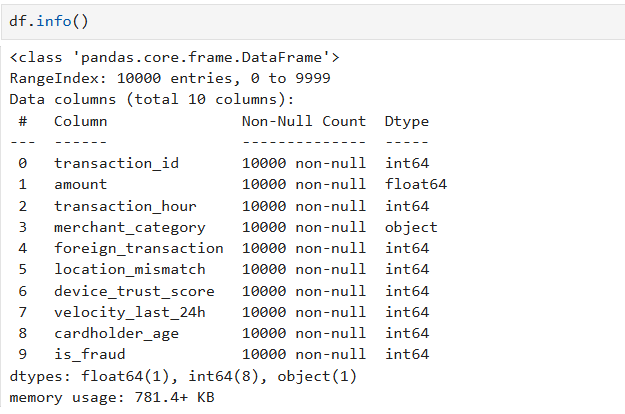 df.info()
<class 'pandas.core.frame.DataFrame'>
RangeIndex: 10000 entries, 0 to 9999
Data columns (total 10 columns):
 #   Column               Non-Null Count  Dtype
---  ------               --------------  -----
 0   transaction_id       10000 non-null  int64
 1   amount               10000 non-null  float64
 2   transaction_hour     10000 non-null  int64
 3   merchant_category    10000 non-null  object
 4   foreign_transaction  10000 non-null  int64
 5   location_mismatch    10000 non-null  int64
 6   device_trust_score   10000 non-null  int64
 7   velocity_last_24h    10000 non-null  int64
 8   cardholder_age       10000 non-null  int64
 9   is_fraud             10000 non-null  int64
dtypes: float64(1), int64(8), object(1)
memory usage: 781.4+ KB